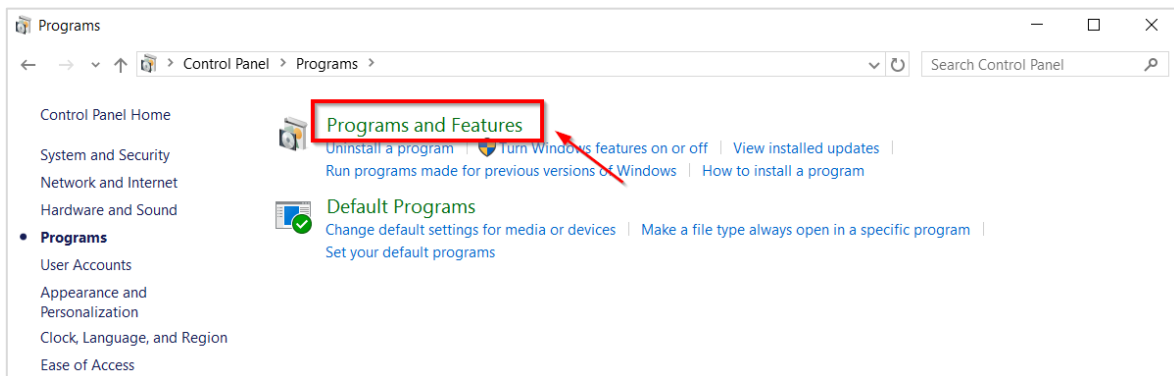 Programs
Control Panel > Programs >
Search Control Panel
Control Panel Home
System and Security
Network and Internet
Hardware and Sound
Programs
User Accounts
Appearance and
Personalization
Clock, Language, and Region
Ease of Access
Programs and Features
Uninstall a program
Turn Windows features on or off
View installed updates
Run programs made for previous versions of Windows
How to install a program
Default Programs
Change default settings for media or devices
Make a file type always open in a specific program
Set your default programs